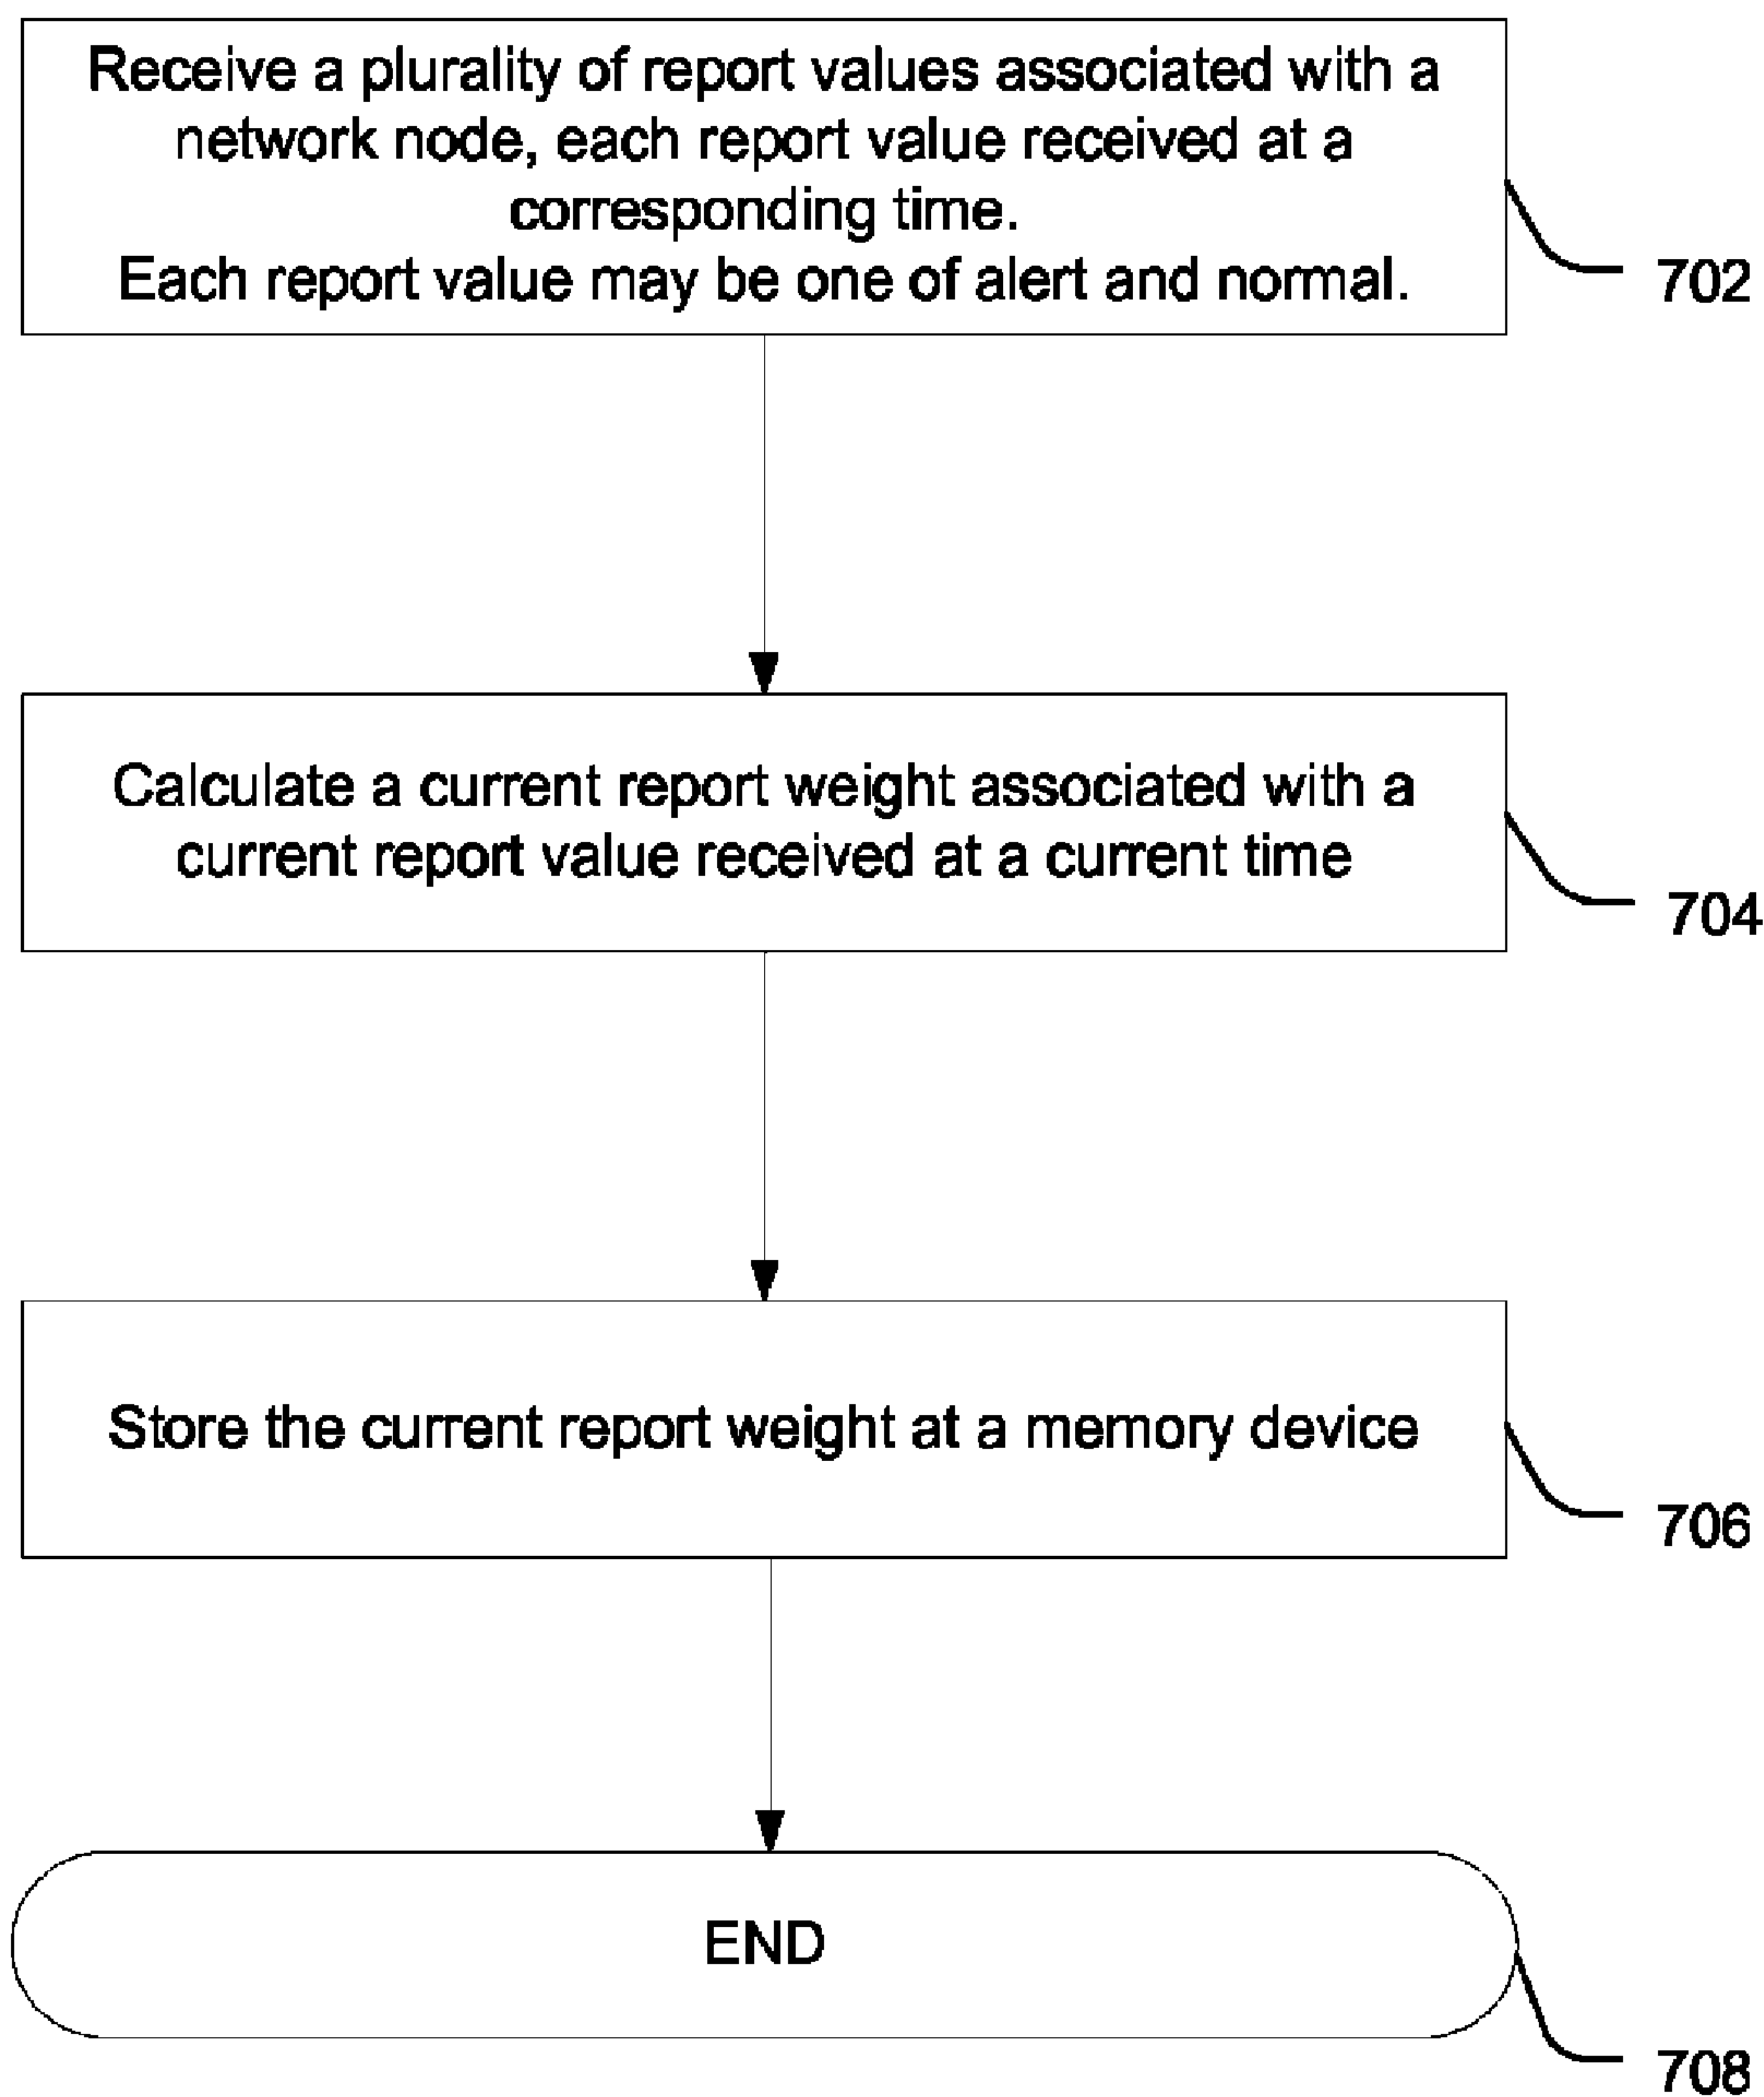 Receive a plurality of report values associated with a
network node, each report value received at a
corresponding time.
Each report value may be one of alert and normal.
702
Calculate a current report weight associated with a
current report value received at a current time
704
Store the current report weight at a memory device
706
END
708